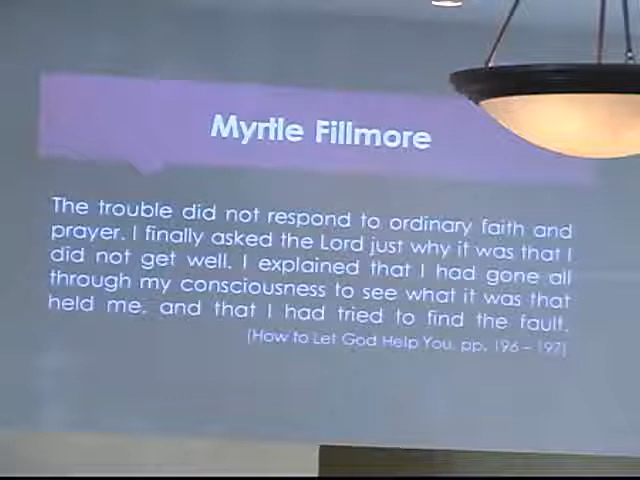 Myrtle Fillmore
The trouble did not respond to ordinary faith and
prayer. I finally asked the Lord just why it was that I
did not get well. I explained that I had gone all
through my consciousness to see what it was that
held me, and that I had tried to find the fault.
(How to Let God Help You, pp. 196 – 197)